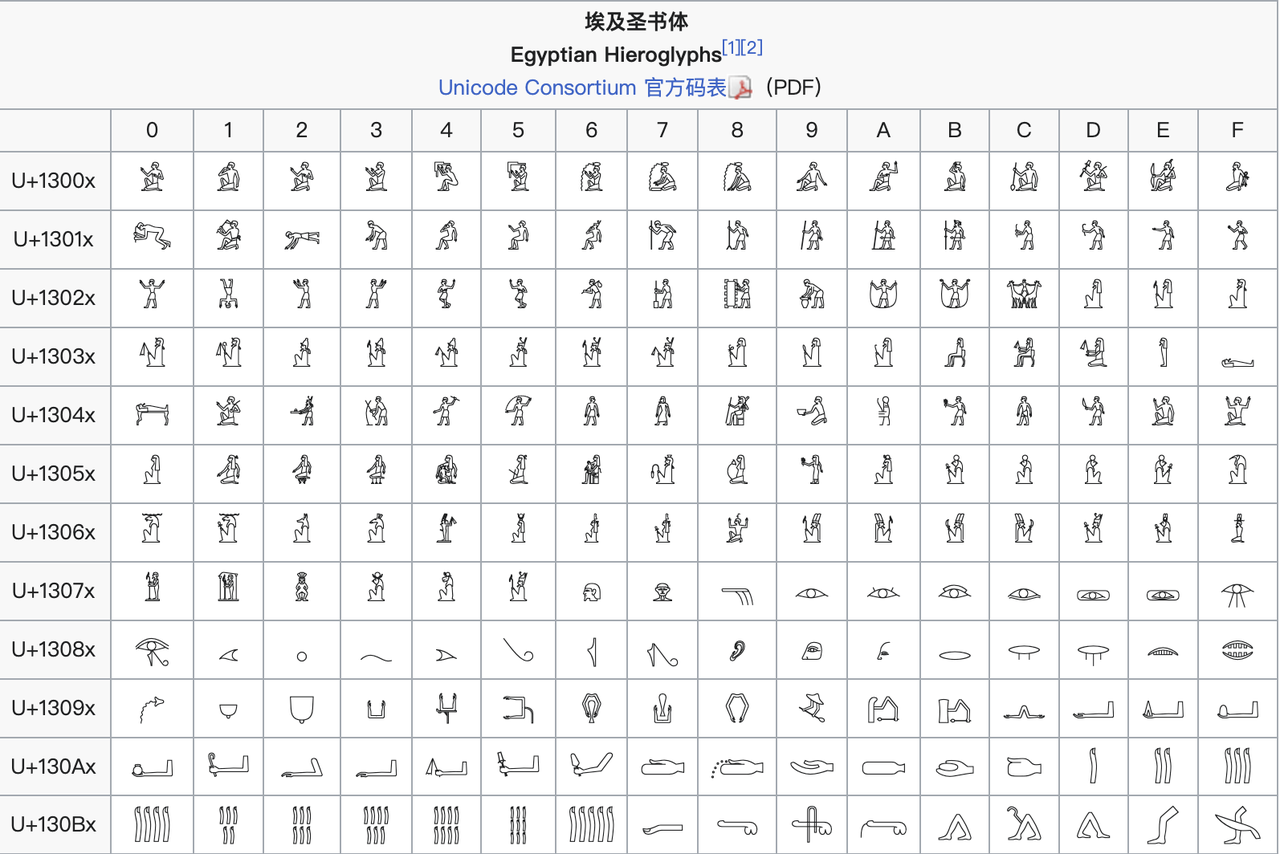 埃及圣书体
Egyptian Hieroglyphs[1][2]
Unicode Consortium 官方码表 (PDF)
0 1 2 3 4 5 6 7 8 9 A B C D E F
U+1300x 𓀀 𓀁 𓀂 𓀃 𓀄 𓀅 𓀆 𓀇 𓀈 𓀉 𓀊 𓀋 𓀌 𓀍 𓀎 𓀏
U+1301x 𓀐 𓀑 𓀒 𓀓 𓀔 𓀕 𓀖 𓀗 𓀘 𓀙 𓀚 𓀛 𓀜 𓀝 𓀞 𓀟
U+1302x 𓀠 𓀡 𓀢 𓀣 𓀤 𓀥 𓀦 𓀧 𓀨 𓀩 𓀪 𓀫 𓀬 𓀭 𓀮 𓀯
U+1303x 𓀰 𓀱 𓀲 𓀳 𓀴 𓀵 𓀶 𓀷 𓀸 𓀹 𓀺 𓀻 𓀼 𓀽 𓀾 𓀿
U+1304x 𓁀 𓁁 𓁂 𓁃 𓁄 𓁅 𓁆 𓁇 𓁈 𓁉 𓁊 𓁋 𓁌 𓁍 𓁎 𓁏
U+1305x 𓁐 𓁑 𓁒 𓁓 𓁔 𓁕 𓁖 𓁗 𓁘 𓁙 𓁚 𓁛 𓁜 𓁝 𓁞 𓁟
U+1306x 𓁠 𓁡 𓁢 𓁣 𓁤 𓁥 𓁦 𓁧 𓁨 𓁩 𓁪 𓁫 𓁬 𓁭 𓁮 𓁯
U+1307x 𓁰 𓁱 𓁲 𓁳 𓁴 𓁵 𓁶 𓁷 𓁸 𓁹 𓁺 𓁻 𓁼 𓁽 𓁾 𓁿
U+1308x 𓂀 𓂁 𓂂 𓂃 𓂄 𓂅 𓂆 𓂇 𓂈 𓂉 𓂊 𓂋 𓂌 𓂍 𓂎 𓂏
U+1309x 𓂐 𓂑 𓂒 𓂓 𓂔 𓂕 𓂖 𓂗 𓂘 𓂙 𓂚 𓂛 𓂜 𓂝 𓂞 𓂟
U+130Ax 𓂠 𓂡 𓂢 𓂣 𓂤 𓂥 𓂦 𓂧 𓂨 𓂩 𓂪 𓂫 𓂬 𓂭 𓂮 𓂯
U+130Bx 𓂰 𓂱 𓂲 𓂳 𓂴 𓂵 𓂶 𓂷 𓂸 𓂹 𓂺 𓂻 𓂼 𓂽 𓂾 𓂿